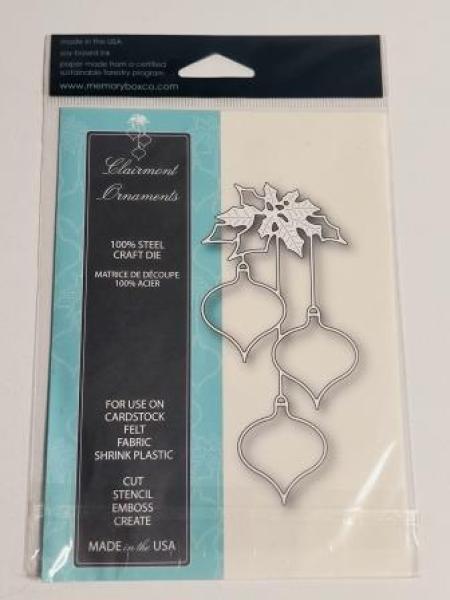 made in the USA
soy-based ink
paper made from a certified
sustainable forestry program
www.memoryboxco.com
Clairmont
Ornaments
100% STEEL
CRAFT DIE
MATRICE DE DÉCOUPE
100% ACIER
FOR USE ON
CARDSTOCK
FELT
FABRIC
SHRINK PLASTIC
CUT
STENCIL
EMBOSS
CREATE
MADE in the USA